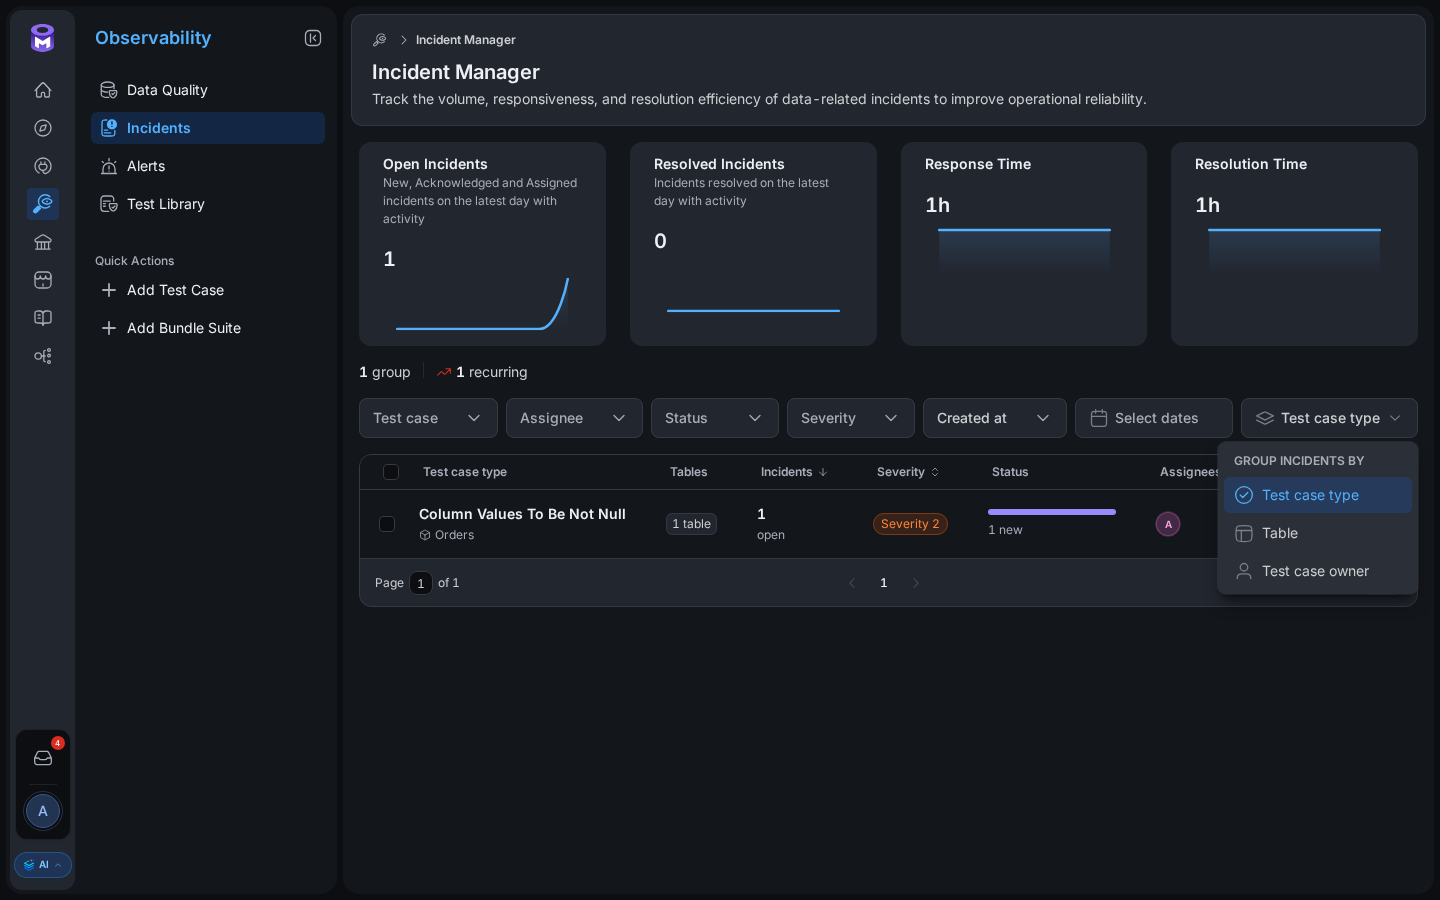 Observability
Data Quality
Incidents
Alerts
Test Library
Quick Actions
Add Test Case
Add Bundle Suite
4
A
AI
Incident Manager
Incident Manager
Track the volume, responsiveness, and resolution efficiency of data-related incidents to improve operational reliability.
Open Incidents
New, Acknowledged and Assigned
incidents on the latest day with
activity
1
Resolved Incidents
Incidents resolved on the latest
day with activity
0
Response Time
1h
Resolution Time
1h
1 group
1 recurring
Test case
Assignee
Status
Severity
Created at
Select dates
Test case type
GROUP INCIDENTS BY
Test case type
Table
Test case owner
Test case type Tables Incidents Severity Status Assignees
Column Values To Be Not Null
Orders
1 table
1
open
Severity 2
1 new
A
Page 1 of 1
1